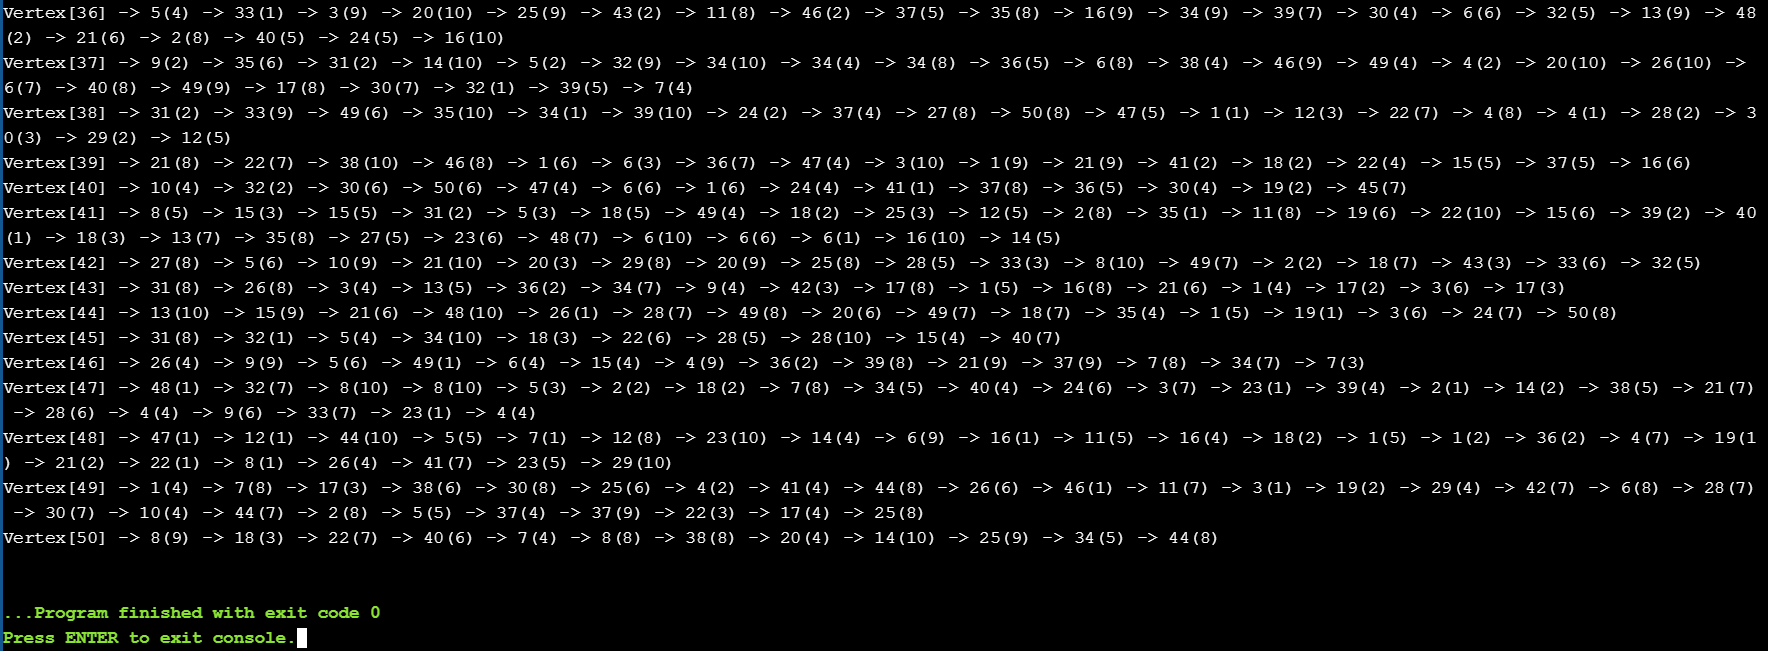 Vertex[36] -> 5(4) -> 33(1) -> 3(9) -> 20(10) -> 25(9) -> 43(2) -> 11(8) -> 46(2) -> 37(5) -> 35(8) -> 16(9) -> 34(9) -> 39(7) -> 30(4) -> 6(6) -> 32(5) -> 13(9) -> 48
(2) -> 21(6) -> 2(8) -> 40(5) -> 24(5) -> 16(10)
Vertex[37] -> 9(2) -> 35(6) -> 31(2) -> 14(10) -> 5(2) -> 32(9) -> 34(10) -> 34(4) -> 34(8) -> 36(5) -> 6(8) -> 38(4) -> 46(9) -> 49(4) -> 4(2) -> 20(10) -> 26(10) ->
6(7) -> 40(8) -> 49(9) -> 17(8) -> 30(7) -> 32(1) -> 39(5) -> 7(4)
Vertex[38] -> 31(2) -> 33(9) -> 49(6) -> 35(10) -> 34(1) -> 39(10) -> 24(2) -> 37(4) -> 27(8) -> 50(8) -> 47(5) -> 1(1) -> 12(3) -> 22(7) -> 4(8) -> 4(1) -> 28(2) -> 3
0(3) -> 29(2) -> 12(5)
Vertex[39] -> 21(8) -> 22(7) -> 38(10) -> 46(8) -> 1(6) -> 6(3) -> 36(7) -> 47(4) -> 3(10) -> 1(9) -> 21(9) -> 41(2) -> 18(2) -> 22(4) -> 15(5) -> 37(5) -> 16(6)
Vertex[40] -> 10(4) -> 32(2) -> 30(6) -> 50(6) -> 47(4) -> 6(6) -> 1(6) -> 24(4) -> 41(1) -> 37(8) -> 36(5) -> 30(4) -> 19(2) -> 45(7)
Vertex[41] -> 8(5) -> 15(3) -> 15(5) -> 31(2) -> 5(3) -> 18(5) -> 49(4) -> 18(2) -> 25(3) -> 12(5) -> 2(8) -> 35(1) -> 11(8) -> 19(6) -> 22(10) -> 15(6) -> 39(2) -> 40
(1) -> 18(3) -> 13(7) -> 35(8) -> 27(5) -> 23(6) -> 48(7) -> 6(10) -> 6(6) -> 6(1) -> 16(10) -> 14(5)
Vertex[42] -> 27(8) -> 5(6) -> 10(9) -> 21(10) -> 20(3) -> 29(8) -> 20(9) -> 25(8) -> 28(5) -> 33(3) -> 8(10) -> 49(7) -> 2(2) -> 18(7) -> 43(3) -> 33(6) -> 32(5)
Vertex[43] -> 31(8) -> 26(8) -> 3(4) -> 13(5) -> 36(2) -> 34(7) -> 9(4) -> 42(3) -> 17(8) -> 1(5) -> 16(8) -> 21(6) -> 1(4) -> 17(2) -> 3(6) -> 17(3)
Vertex[44] -> 13(10) -> 15(9) -> 21(6) -> 48(10) -> 26(1) -> 28(7) -> 49(8) -> 20(6) -> 49(7) -> 18(7) -> 35(4) -> 1(5) -> 19(1) -> 3(6) -> 24(7) -> 50(8)
Vertex[45] -> 31(8) -> 32(1) -> 5(4) -> 34(10) -> 18(3) -> 22(6) -> 28(5) -> 28(10) -> 15(4) -> 40(7)
Vertex[46] -> 26(4) -> 9(9) -> 5(6) -> 49(1) -> 6(4) -> 15(4) -> 4(9) -> 36(2) -> 39(8) -> 21(9) -> 37(9) -> 7(8) -> 34(7) -> 7(3)
Vertex[47] -> 48(1) -> 32(7) -> 8(10) -> 8(10) -> 5(3) -> 2(2) -> 18(2) -> 7(8) -> 34(5) -> 40(4) -> 24(6) -> 3(7) -> 23(1) -> 39(4) -> 2(1) -> 14(2) -> 38(5) -> 21(7)
-> 28(6) -> 4(4) -> 9(6) -> 33(7) -> 23(1) -> 4(4)
Vertex[48] -> 47(1) -> 12(1) -> 44(10) -> 5(5) -> 7(1) -> 12(8) -> 23(10) -> 14(4) -> 6(9) -> 16(1) -> 11(5) -> 16(4) -> 18(2) -> 1(5) -> 1(2) -> 36(2) -> 4(7) -> 19(1
) -> 21(2) -> 22(1) -> 8(1) -> 26(4) -> 41(7) -> 23(5) -> 29(10)
Vertex[49] -> 1(4) -> 7(8) -> 17(3) -> 38(6) -> 30(8) -> 25(6) -> 4(2) -> 41(4) -> 44(8) -> 26(6) -> 46(1) -> 11(7) -> 3(1) -> 19(2) -> 29(4) -> 42(7) -> 6(8) -> 28(7)
-> 30(7) -> 10(4) -> 44(7) -> 2(8) -> 5(5) -> 37(4) -> 37(9) -> 22(3) -> 17(4) -> 25(8)
Vertex[50] -> 8(9) -> 18(3) -> 22(7) -> 40(6) -> 7(4) -> 8(8) -> 38(8) -> 20(4) -> 14(10) -> 25(9) -> 34(5) -> 44(8)
...Program finished with exit code 0
Press ENTER to exit console.